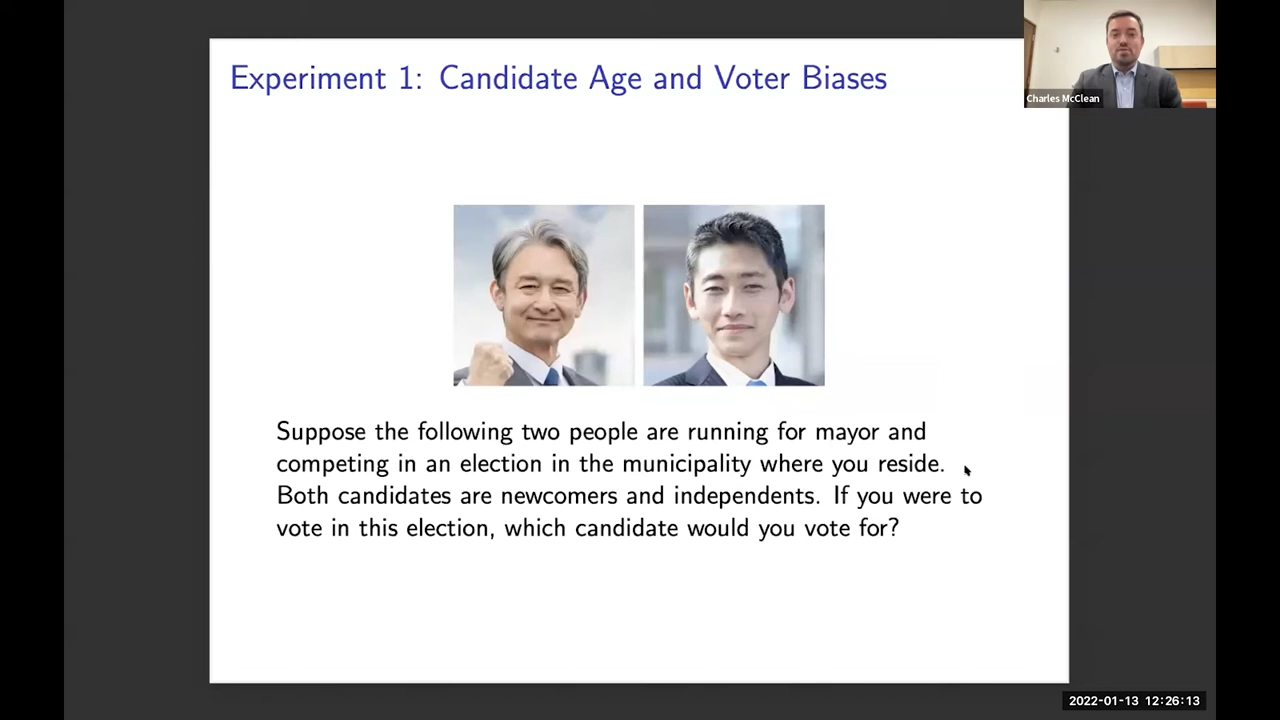 Experiment 1: Candidate Age and Voter Biases
Charles McClean
Suppose the following two people are running for mayor and
competing in an election in the municipality where you reside.
Both candidates are newcomers and independents. If you were to
vote in this election, which candidate would you vote for?
2022-01-13 12:26:13